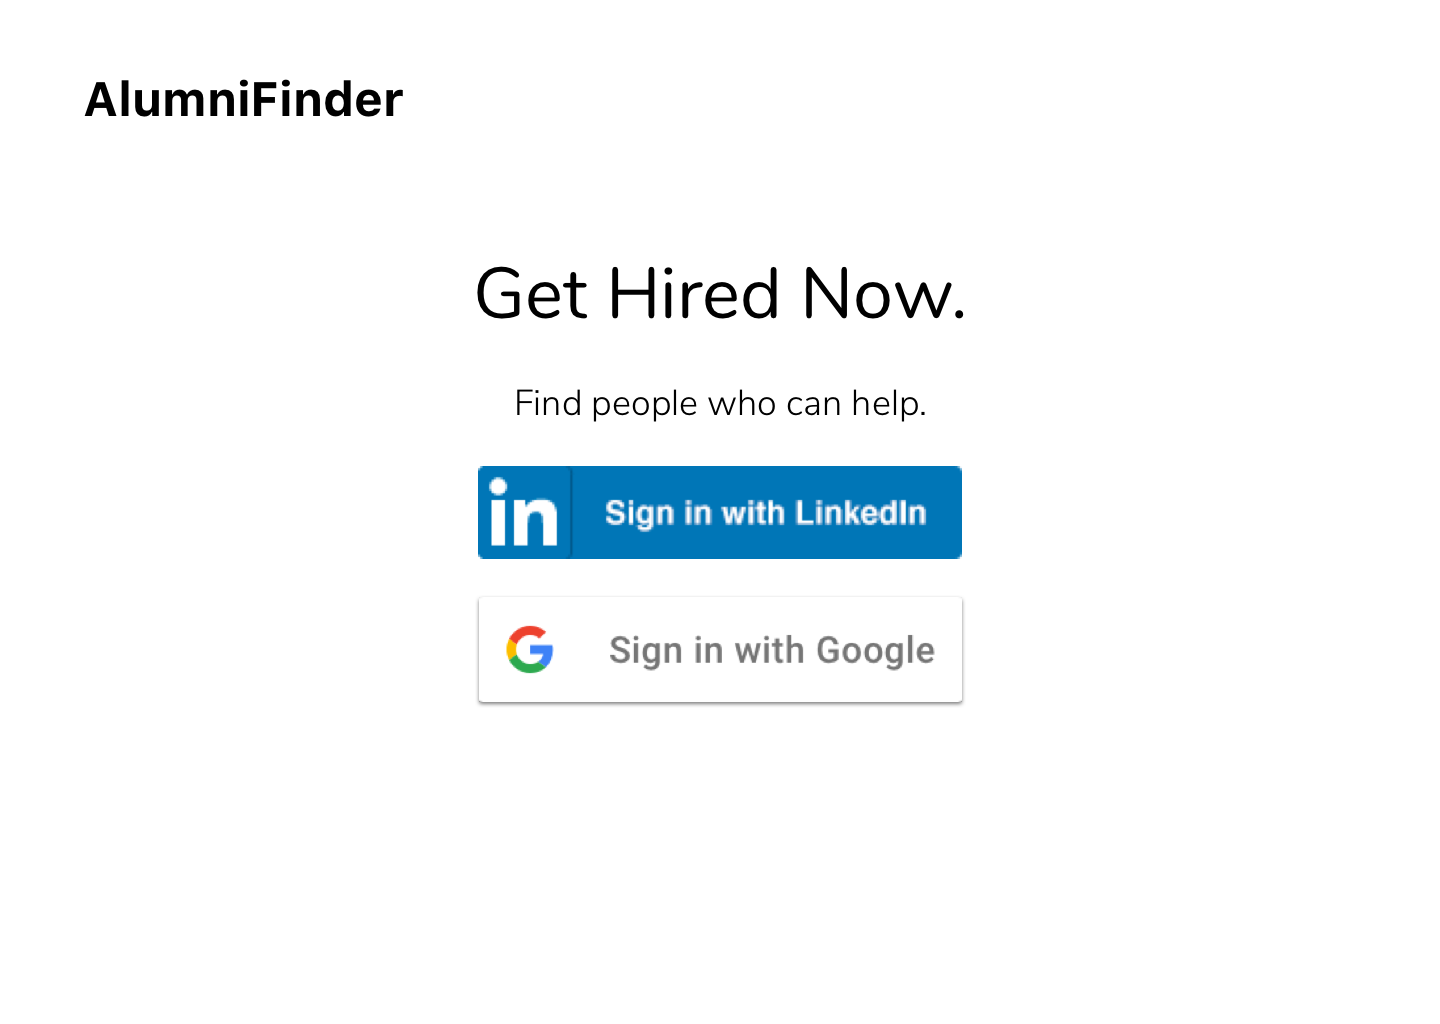 AlumniFinder
Get Hired Now.
Find people who can help.
in Sign in with LinkedIn
G Sign in with Google